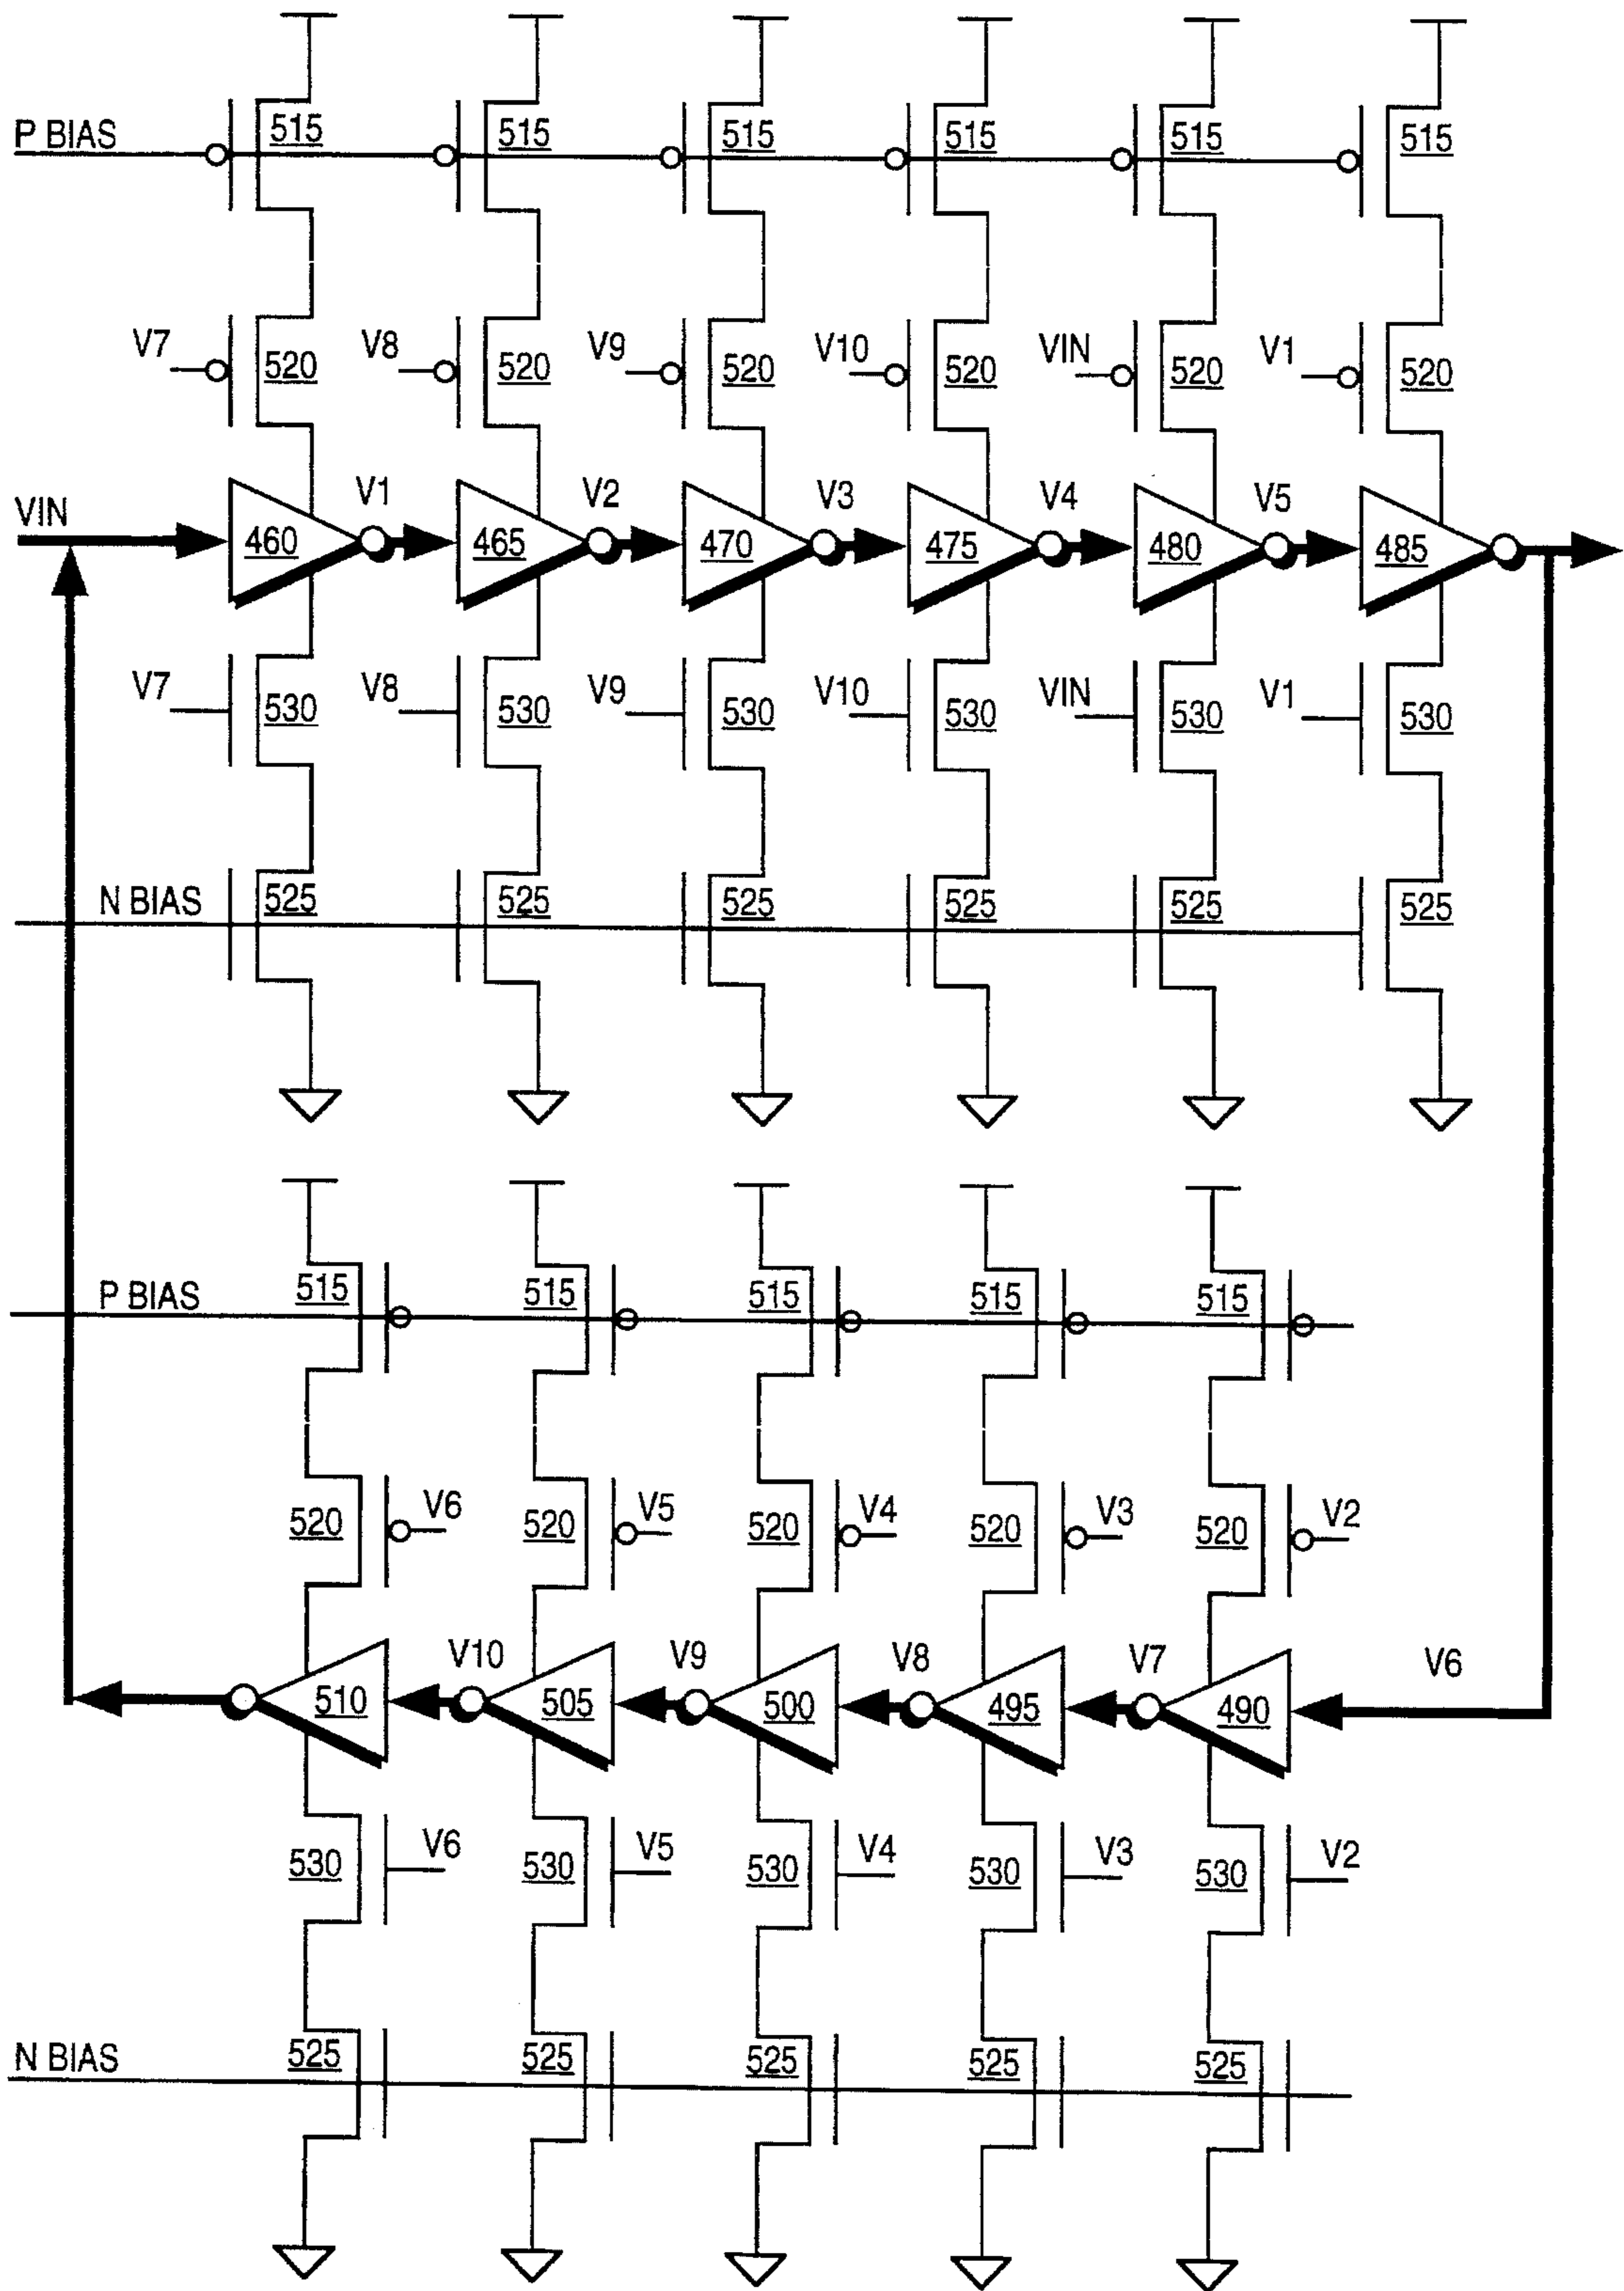 P BIAS 515 515 515 515 515 515
V7 520 V8 520 V9 520 V10 520 VIN 520 V1 520
VIN 460 V1 465 V2 470 V3 475 V4 480 V5 485
V7 530 V8 530 V9 530 V10 530 VIN 530 V1 530
N BIAS 525 525 525 525 525 525
P BIAS 515 515 515 515 515
520 V6 520 V5 520 V4 520 V3 520 V2
510 V10 505 V9 500 V8 495 V7 490 V6
530 V6 530 V5 530 V4 530 V3 530 V2
N BIAS 525 525 525 525 525